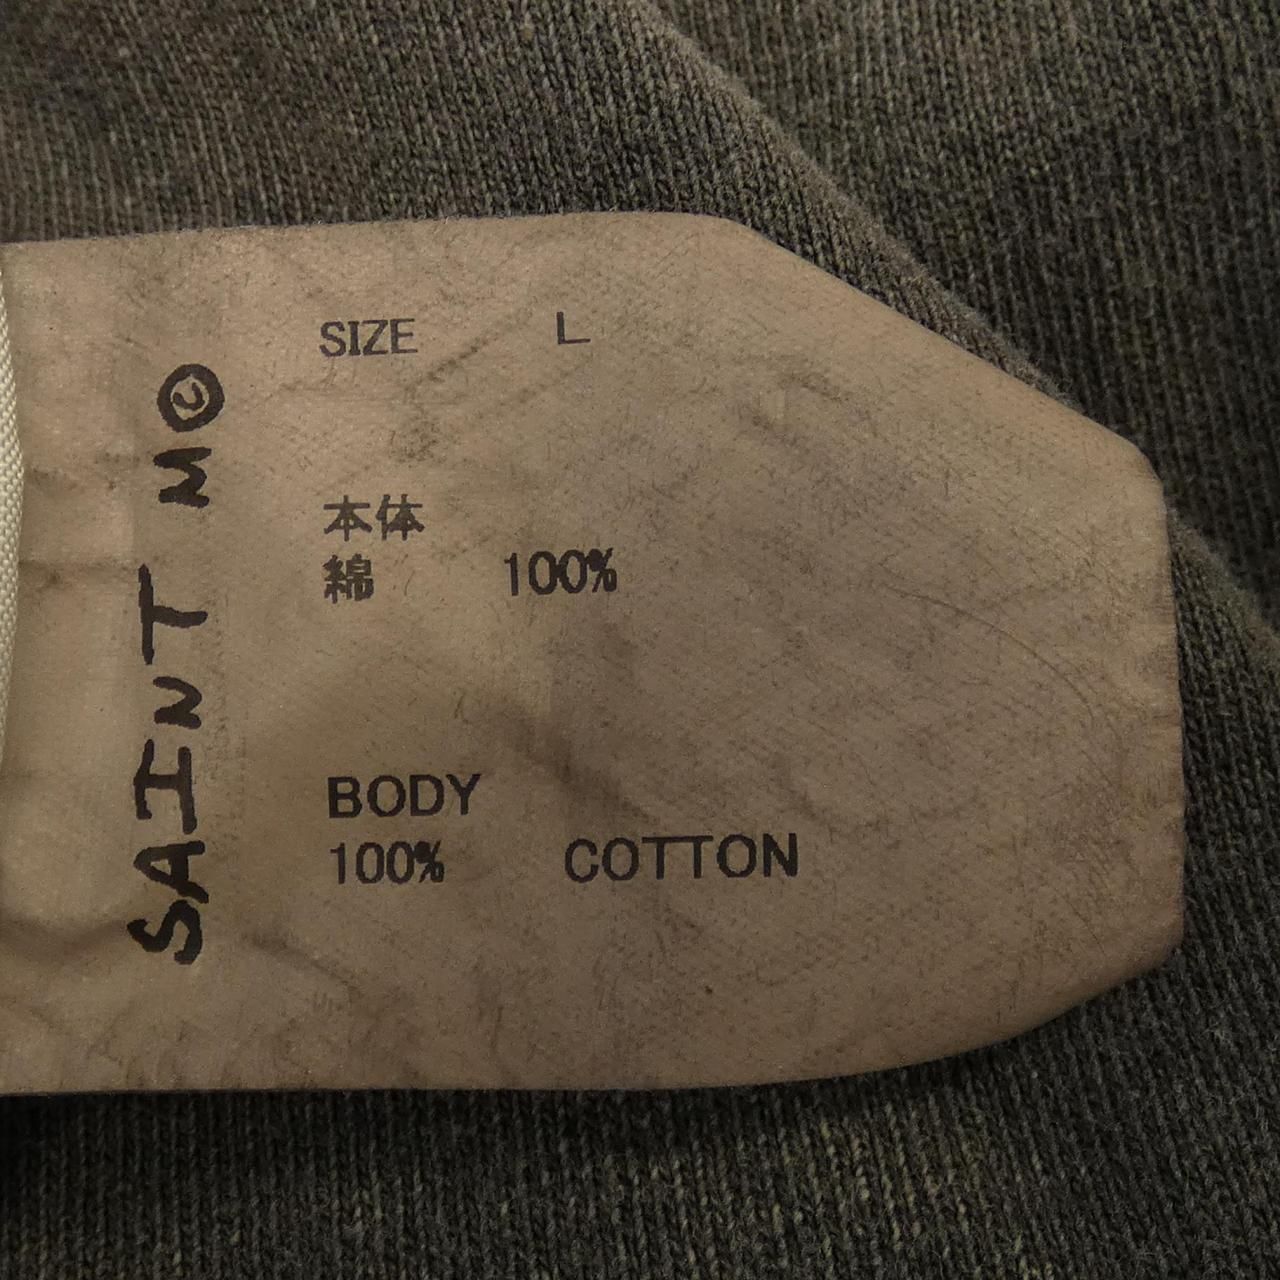 SIZE L
本体
綿 100%
BODY
100% COTTON
SAINT M©